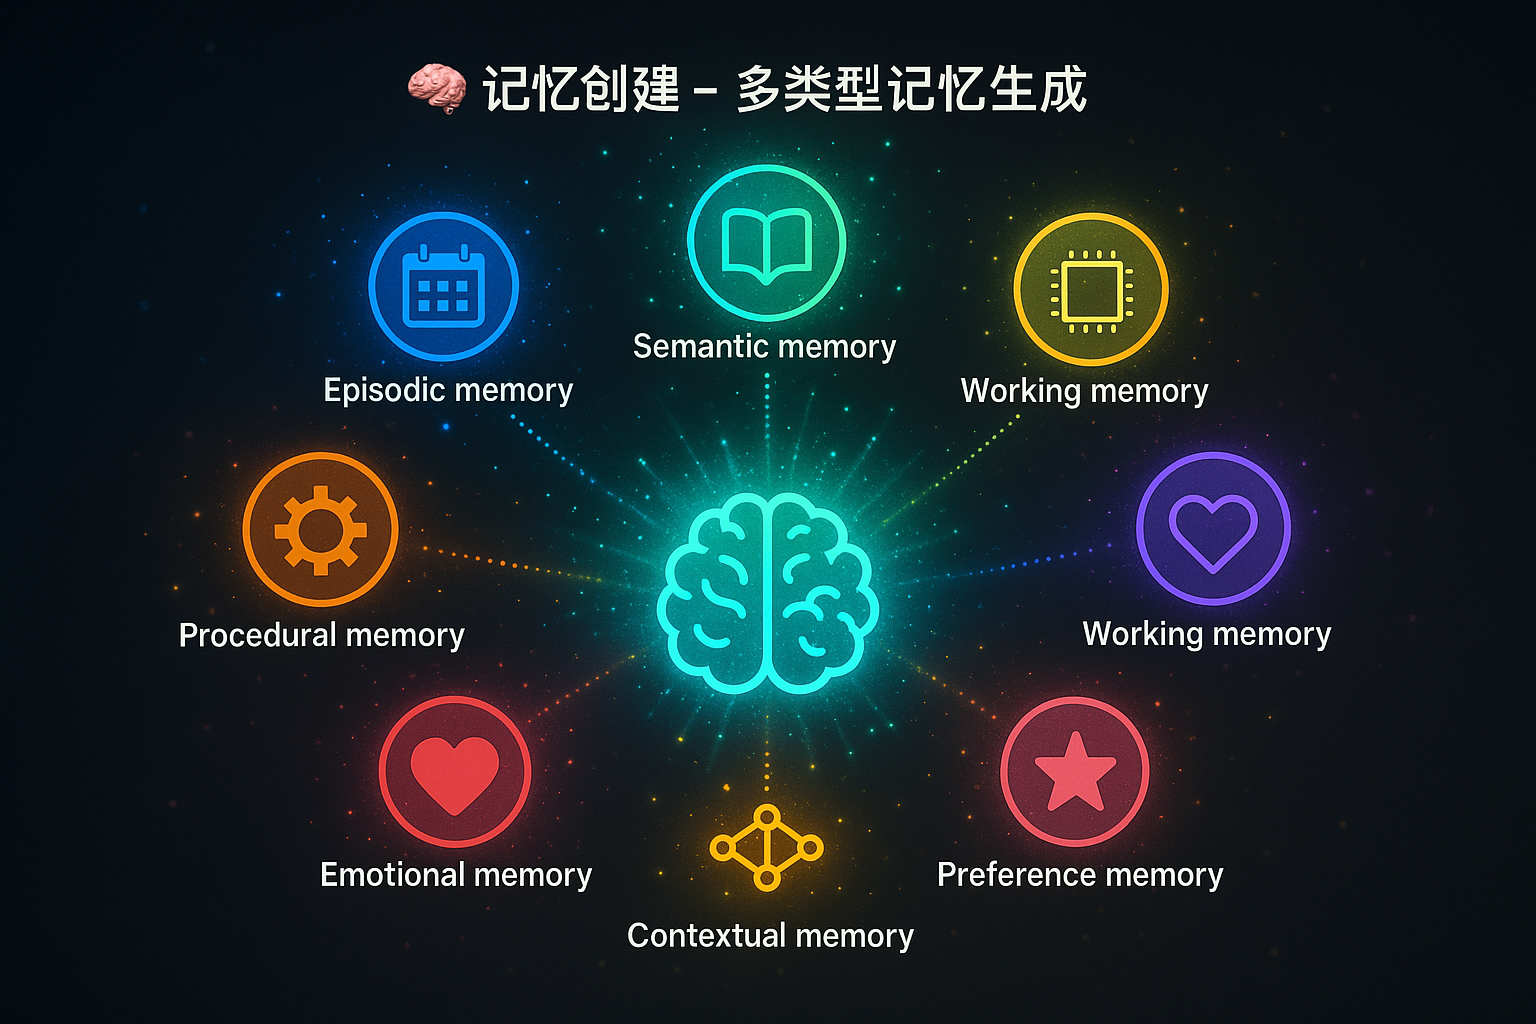 🧠 记忆创建 – 多类型记忆生成
Semantic memory
Episodic memory
Working memory
Procedural memory
Working memory
Emotional memory
Preference memory
Contextual memory